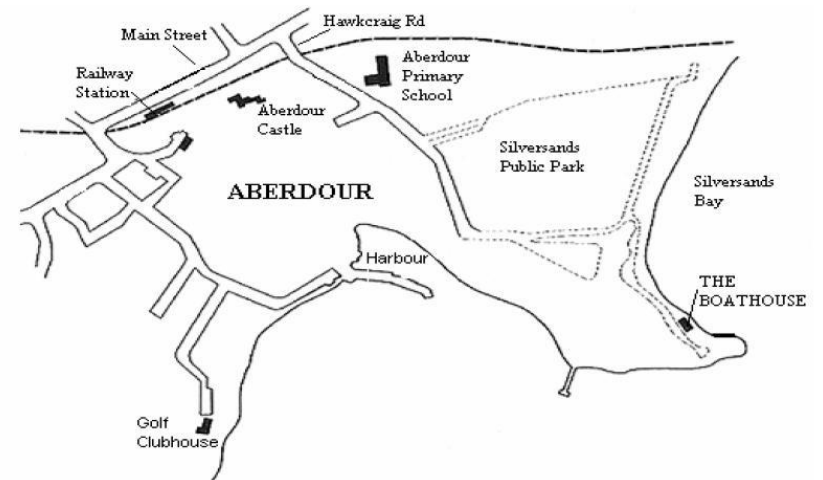 Hawkcraig Rd
Main Street
Railway
Station
Aberdour
Primary
School
Aberdour
Castle
Silversands
Public Park
ABERDOUR
Silversands
Bay
Harbour
THE
BOATHOUSE
Golf
Clubhouse